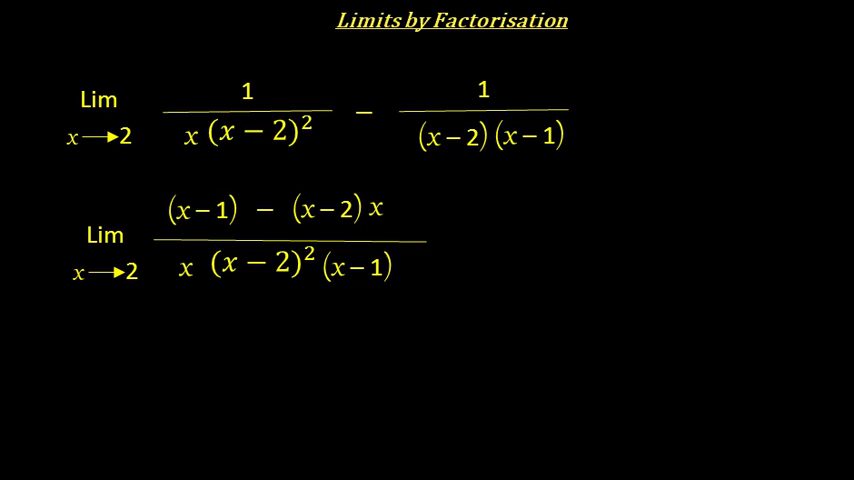 Limits by Factorisation
Lim x→2 1 / x (x − 2)² − 1 / (x – 2) (x – 1)
Lim x→2 (x – 1) − (x – 2) x / x (x − 2)² (x – 1)